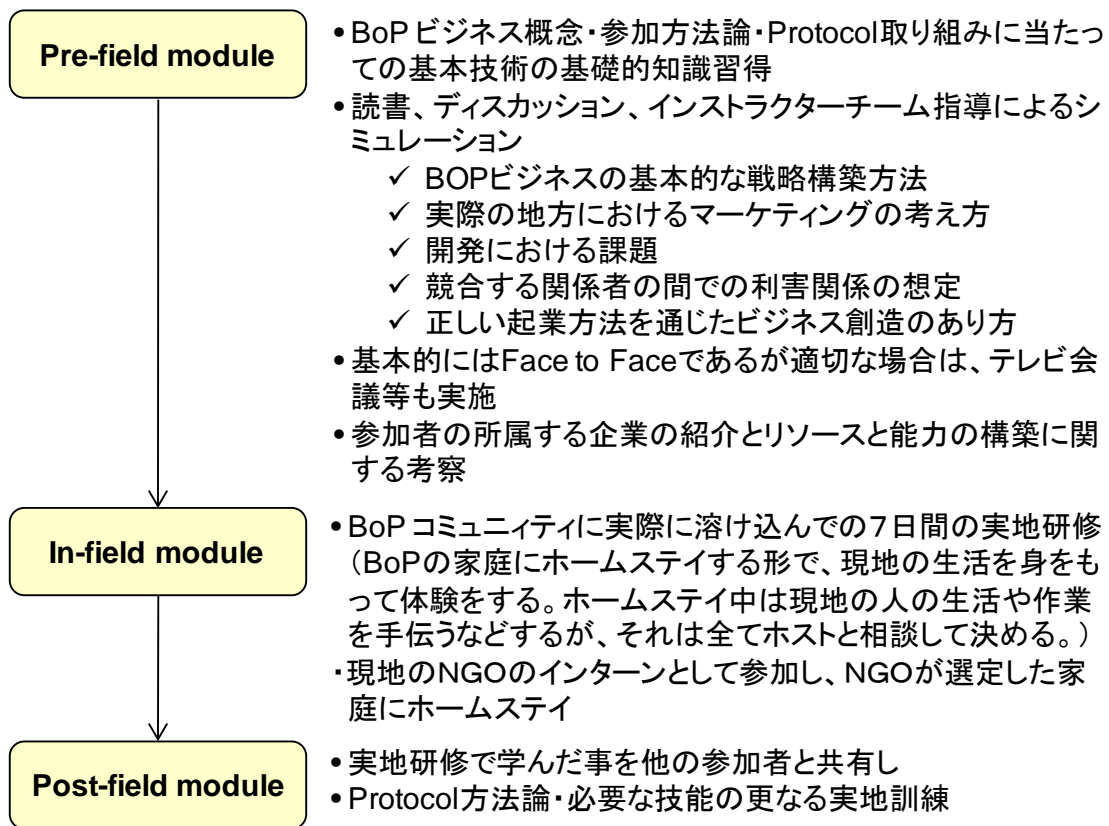 Pre-field module
•BoP ビジネス概念・参加方法論・Protocol取り組みに当たっ
ての基本技術の基礎的知識習得
•読書、ディスカッション、インストラクターチーム指導によるシ
ミュレーション
✓ BOPビジネスの基本的な戦略構築方法
✓ 実際の地方におけるマーケティングの考え方
✓ 開発における課題
✓ 競合する関係者の間での利害関係の想定
✓ 正しい起業方法を通じたビジネス創造のあり方
•基本的にはFace to Faceであるが適切な場合は、テレビ会
議等も実施
•参加者の所属する企業の紹介とリソースと能力の構築に関
する考察
In-field module
•BoP コミュニィティに実際に溶け込んでの７日間の実地研修
（BoPの家庭にホームステイする形で、現地の生活を身をも
って体験をする。ホームステイ中は現地の人の生活や作業
を手伝うなどするが、それは全てホストと相談して決める。）
・現地のＮＧＯのインターンとして参加し、ＮＧＯが選定した家
庭にホームステイ
Post-field module
•実地研修で学んだ事を他の参加者と共有し
•Protocol方法論・必要な技能の更なる実地訓練